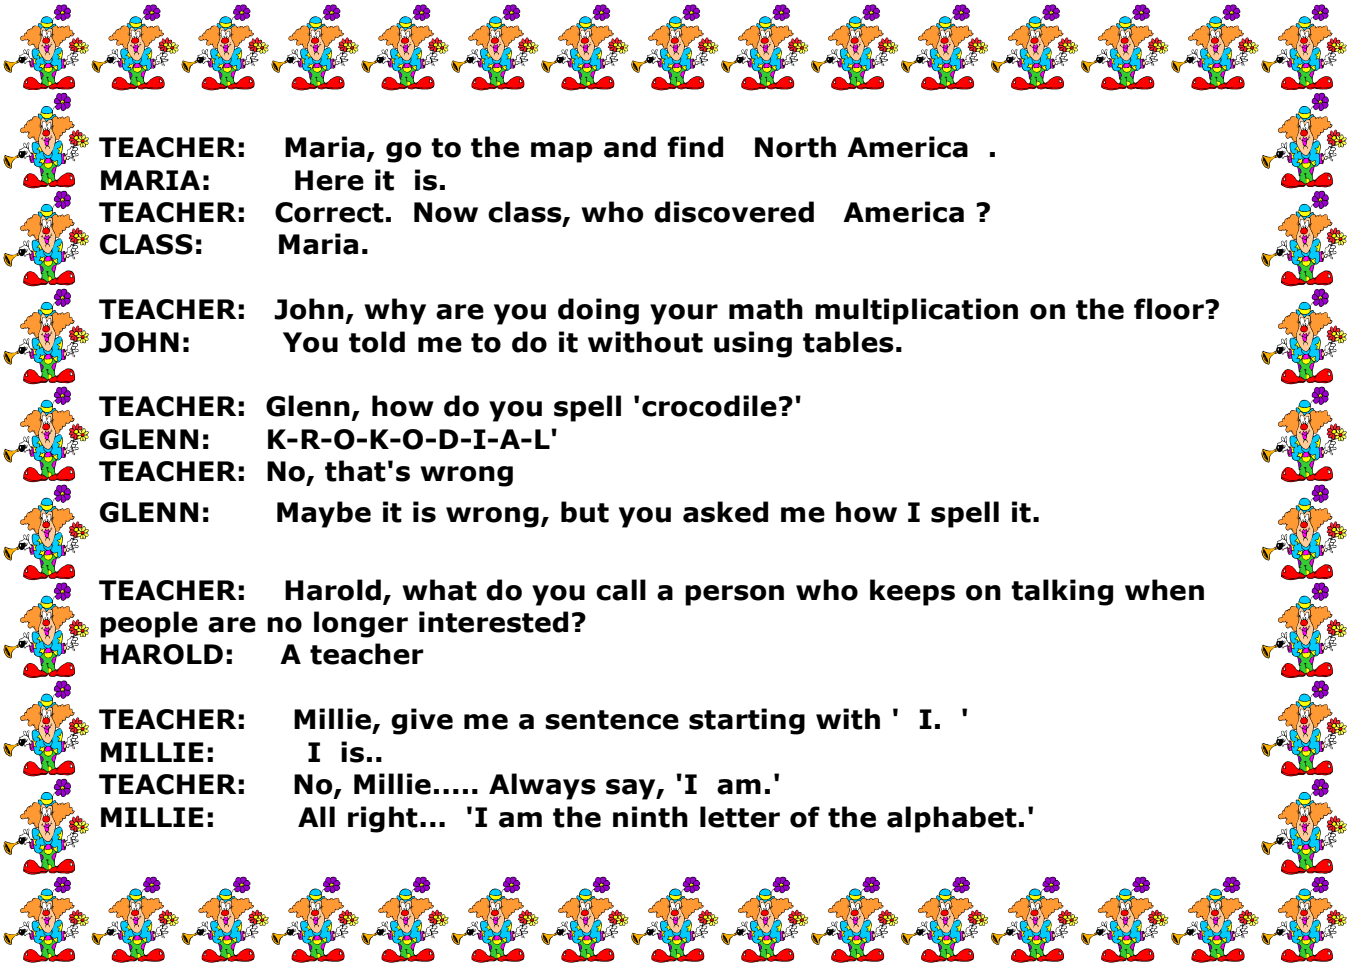 TEACHER: Maria, go to the map and find North America .
MARIA: Here it is.
TEACHER: Correct. Now class, who discovered America ?
CLASS: Maria.
TEACHER: John, why are you doing your math multiplication on the floor?
JOHN: You told me to do it without using tables.
TEACHER: Glenn, how do you spell 'crocodile?'
GLENN: K-R-O-K-O-D-I-A-L'
TEACHER: No, that's wrong
GLENN: Maybe it is wrong, but you asked me how I spell it.
TEACHER: Harold, what do you call a person who keeps on talking when
people are no longer interested?
HAROLD: A teacher
TEACHER: Millie, give me a sentence starting with ' I. '
MILLIE: I is..
TEACHER: No, Millie..... Always say, 'I am.'
MILLIE: All right... 'I am the ninth letter of the alphabet.'